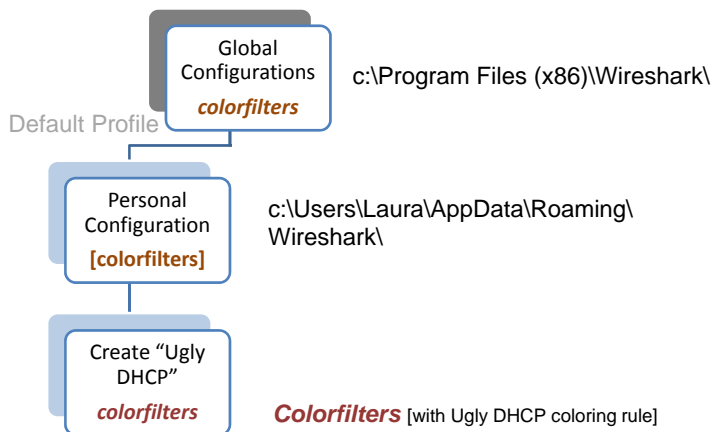 Global
Configurations
colorfilters
c:\Program Files (x86)\Wireshark\
Default Profile
Personal
Configuration
[colorfilters]
c:\Users\Laura\AppData\Roaming\
Wireshark\
Create “Ugly
DHCP”
colorfilters
Colorfilters [with Ugly DHCP coloring rule]